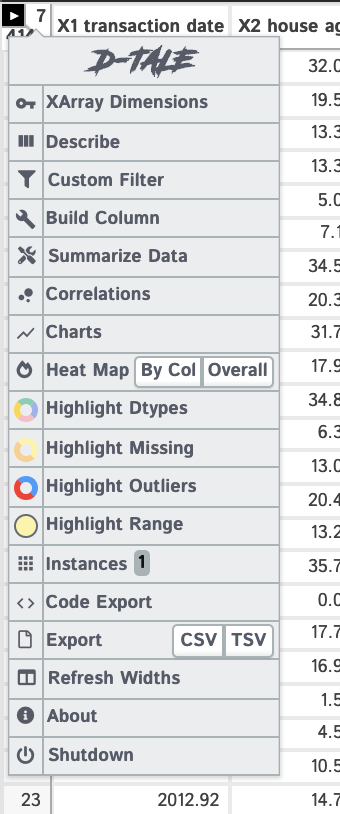 7 X1 transaction date X2 house ag
414
D-TALE
XArray Dimensions
Describe
Custom Filter
Build Column
Summarize Data
Correlations
Charts
Heat Map By Col Overall
Highlight Dtypes
Highlight Missing
Highlight Outliers
Highlight Range
Instances 1
Code Export
Export CSV TSV
Refresh Widths
About
Shutdown
32.0
19.5
13.3
13.3
5.0
7.1
34.5
20.3
31.7
17.9
34.8
6.3
13.0
20.4
13.2
35.7
0.0
17.7
16.9
1.5
4.5
10.5
23 2012.92 14.7